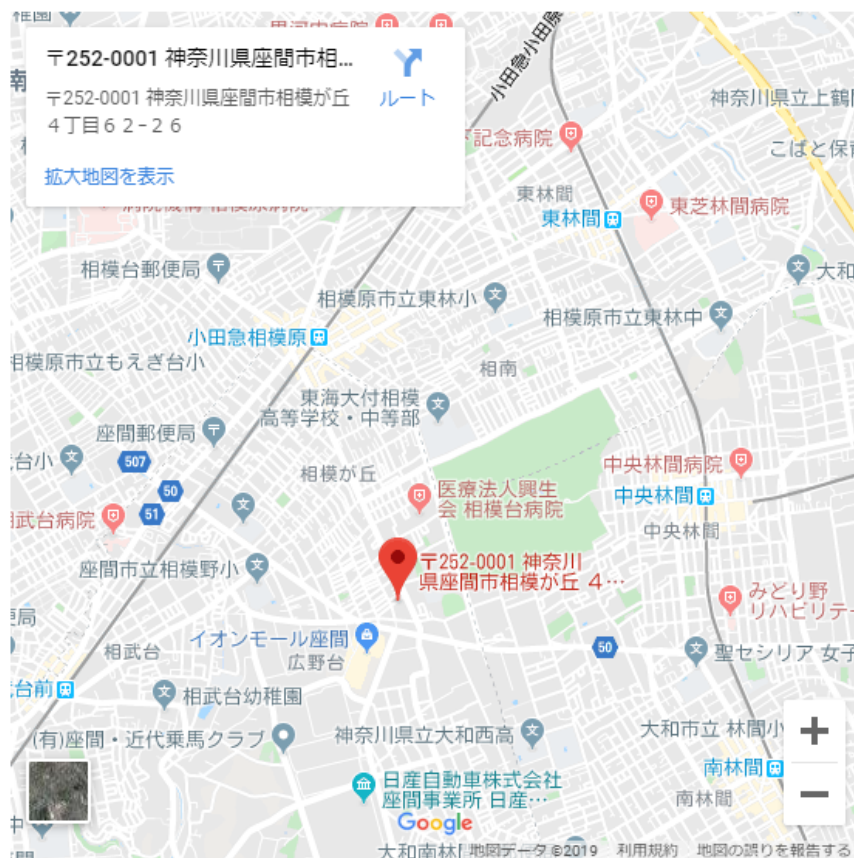 〒252-0001 神奈川県座間市相...
〒252-0001 神奈川県座間市相模が丘
４丁目６２−２６
ルート
拡大地図を表示
小田急小田原
記念病院
神奈川県立上鶴
こばと保
東林間
東林間
東芝林間病院
相模台郵便局
大和
相模原市立東林小
相模原市立東林中
小田急相模原
相模原市立もえぎ台小
相南
東海大付相模
高等学校・中等部
座間郵便局
台小
507
相模が丘
中央林間病院
50
医療法人興生
会 相模台病院
中央林間
51
武台病院
中央林間
座間市立相模野小
〒252-0001 神奈川
県座間市相模が丘 ４…
みどり野
リハビリテ
局
イオンモール座間
50
相武台
広野台
聖セシリア 女子
台前
相武台幼稚園
(有)座間・近代乗馬クラブ
神奈川県立大和西高
大和市立 林間小
南林間
日産自動車株式会社
座間事業所 日産…
南林間
Google
大和南林
地図データ ©2019
利用規約
地図の誤りを報告する